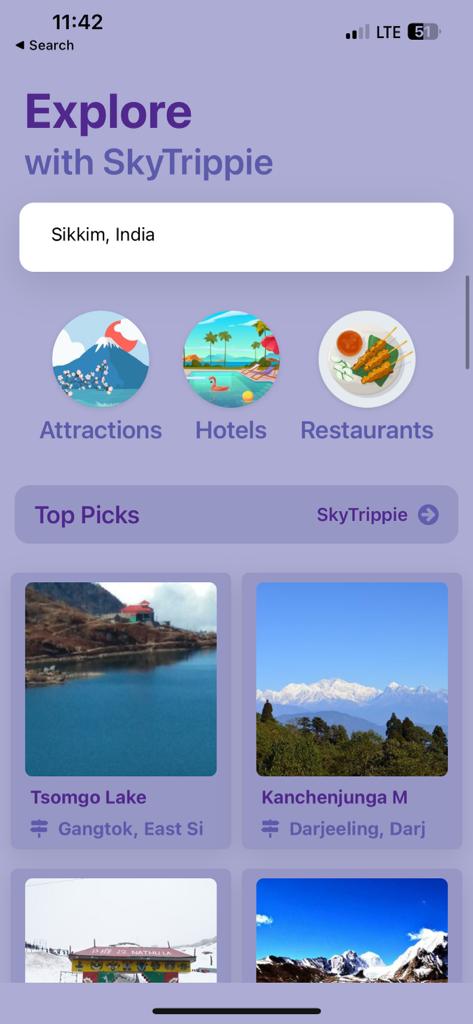 11:42
LTE
51
Search
Explore
with SkyTrippie
Sikkim, India
Attractions
Hotels
Restaurants
Top Picks
SkyTrippie
Tsomgo Lake
Gangtok, East Si
Kanchenjunga M
Darjeeling, Darj
NATHULA